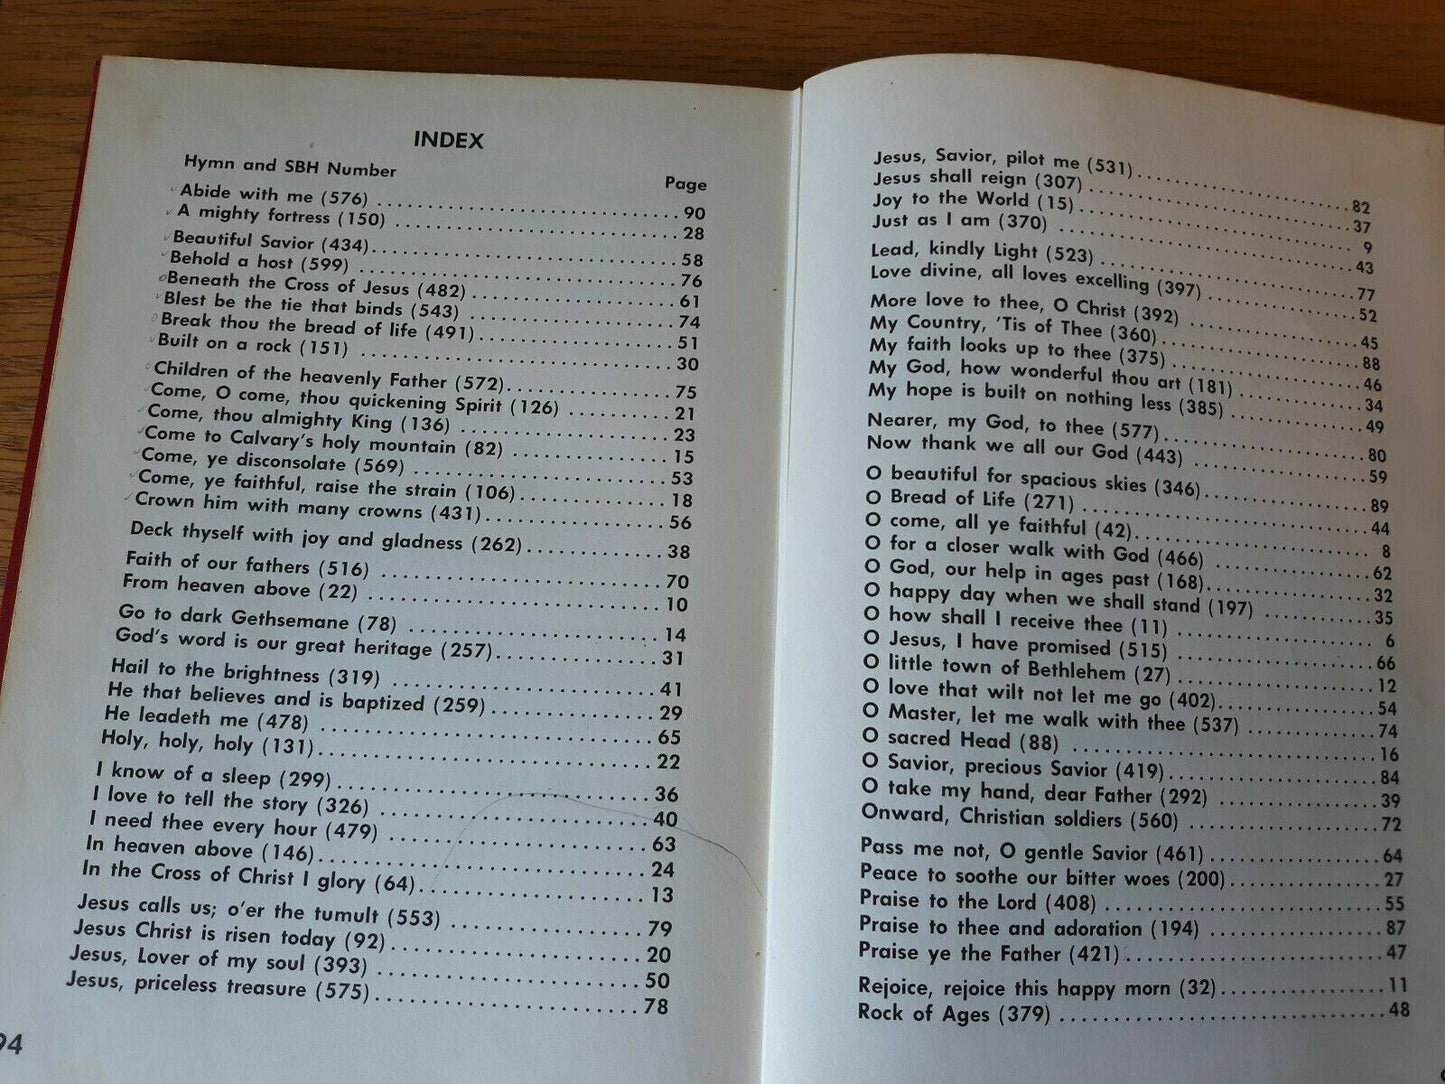 INDEX
Hymn and SBH Number Page
Abide with me (576) 90
A mighty fortress (150) 28
Beautiful Savior (434) 58
Behold a host (599) 76
Beneath the Cross of Jesus (482) 61
Blest be the tie that binds (543) 74
Break thou the bread of life (491) 51
Built on a rock (151) 30
Children of the heavenly Father (572) 75
Come, O come, thou quickening Spirit (126) 21
Come, thou almighty King (136) 23
Come to Calvary's holy mountain (82) 15
Come, ye disconsolate (569) 53
Come, ye faithful, raise the strain (106) 18
Crown him with many crowns (431) 56
Deck thyself with joy and gladness (262) 38
Faith of our fathers (516) 70
From heaven above (22) 10
Go to dark Gethsemane (78) 14
God's word is our great heritage (257) 31
Hail to the brightness (319) 41
He that believes and is baptized (259) 29
He leadeth me (478) 65
Holy, holy, holy (131) 22
I know of a sleep (299) 36
I love to tell the story (326) 40
I need thee every hour (479) 63
In heaven above (146) 24
In the Cross of Christ I glory (64) 13
Jesus calls us; o'er the tumult (553) 79
Jesus Christ is risen today (92) 20
Jesus, Lover of my soul (393) 50
Jesus, priceless treasure (575) 78
94
Jesus, Savior, pilot me (531) 82
Jesus shall reign (307) 37
Joy to the World (15) 9
Just as I am (370) 43
Lead, kindly Light (523) 77
Love divine, all loves excelling (397) 52
More love to thee, O Christ (392) 45
My Country, 'Tis of Thee (360) 88
My faith looks up to thee (375) 46
My God, how wonderful thou art (181) 34
My hope is built on nothing less (385) 49
Nearer, my God, to thee (577) 80
Now thank we all our God (443) 59
O beautiful for spacious skies (346) 89
O Bread of Life (271) 44
O come, all ye faithful (42) 8
O for a closer walk with God (466) 62
O God, our help in ages past (168) 32
O happy day when we shall stand (197) 35
O how shall I receive thee (11) 6
O Jesus, I have promised (515) 66
O little town of Bethlehem (27) 12
O love that wilt not let me go (402) 54
O Master, let me walk with thee (537) 74
O sacred Head (88) 16
O Savior, precious Savior (419) 84
O take my hand, dear Father (292) 39
Onward, Christian soldiers (560) 72
Pass me not, O gentle Savior (461) 64
Peace to soothe our bitter woes (200) 27
Praise to the Lord (408) 55
Praise to thee and adoration (194) 87
Praise ye the Father (421) 47
Rejoice, rejoice this happy morn (32) 11
Rock of Ages (379) 48